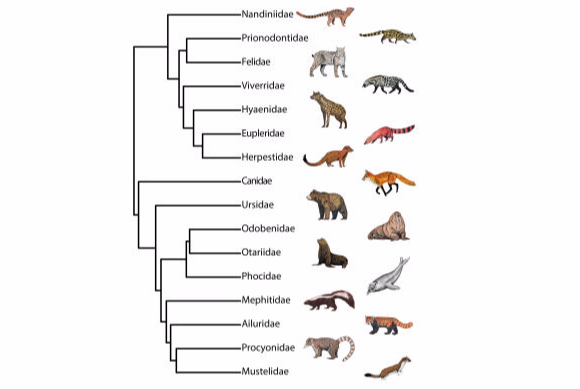 Nandiniidae
Prionodontidae
Felidae
Viverridae
Hyaenidae
Eupleridae
Herpestidae
Canidae
Ursidae
Odobenidae
Otariidae
Phocidae
Mephitidae
Ailuridae
Procyonidae
Mustelidae